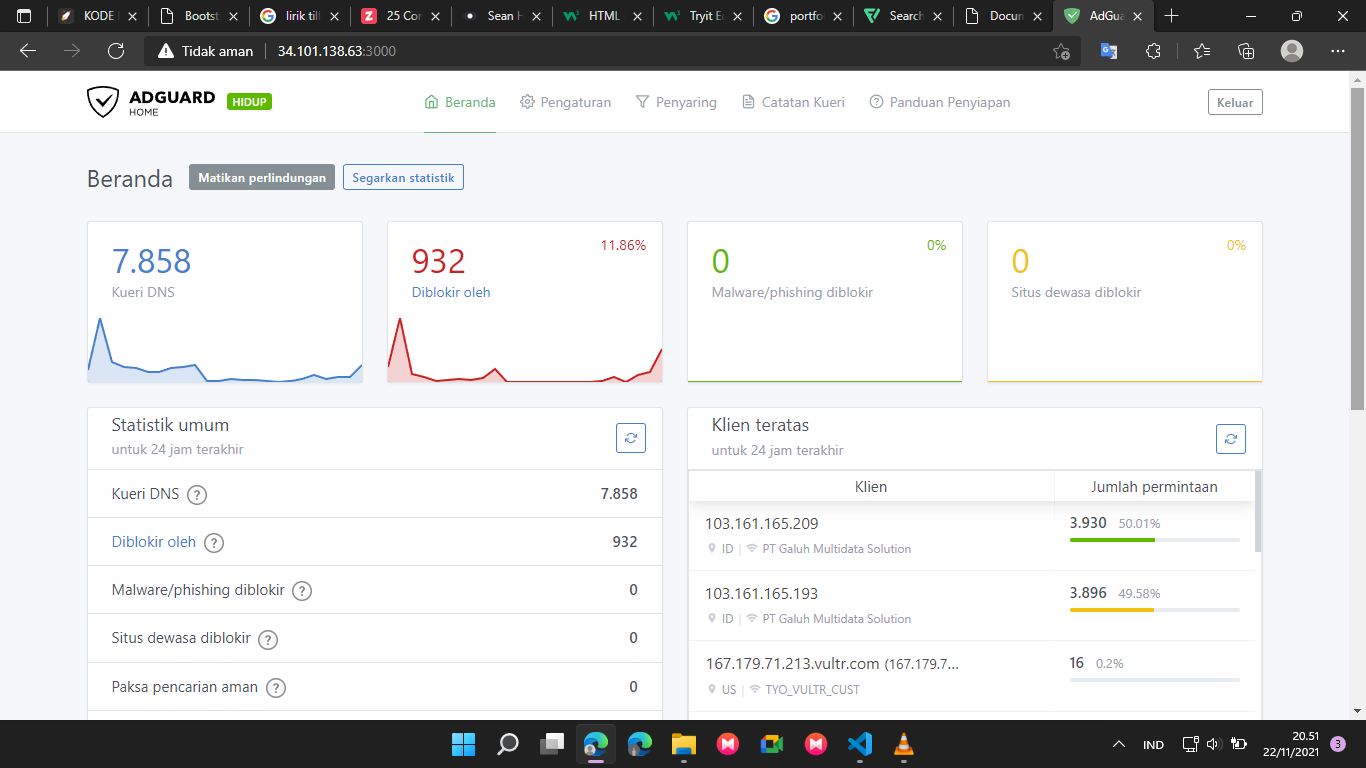 KODE
Bootst
lirik till
25 Cor
Sean H
HTML
Tryit E
portfo
Search
Docun
AdGua
Tidak aman
34.101.138.63:3000
ADGUARD
HOME
HIDUP
Beranda
Pengaturan
Penyaring
Catatan Kueri
Panduan Penyiapan
Keluar
Beranda
Matikan perlindungan
Segarkan statistik
7.858
Kueri DNS
932
11.86%
Diblokir oleh
0
0%
Malware/phishing diblokir
0
0%
Situs dewasa diblokir
Statistik umum
untuk 24 jam terakhir
Kueri DNS ?
7.858
Diblokir oleh ?
932
Malware/phishing diblokir ?
0
Situs dewasa diblokir ?
0
Paksa pencarian aman ?
0
Klien teratas
untuk 24 jam terakhir
Klien
Jumlah permintaan
103.161.165.209
ID | PT Galuh Multidata Solution
3.930 50.01%
103.161.165.193
ID | PT Galuh Multidata Solution
3.896 49.58%
167.179.71.213.vultr.com (167.179.7...
US | TYO_VULTR_CUST
16 0.2%
IND
20.51
22/11/2021
3